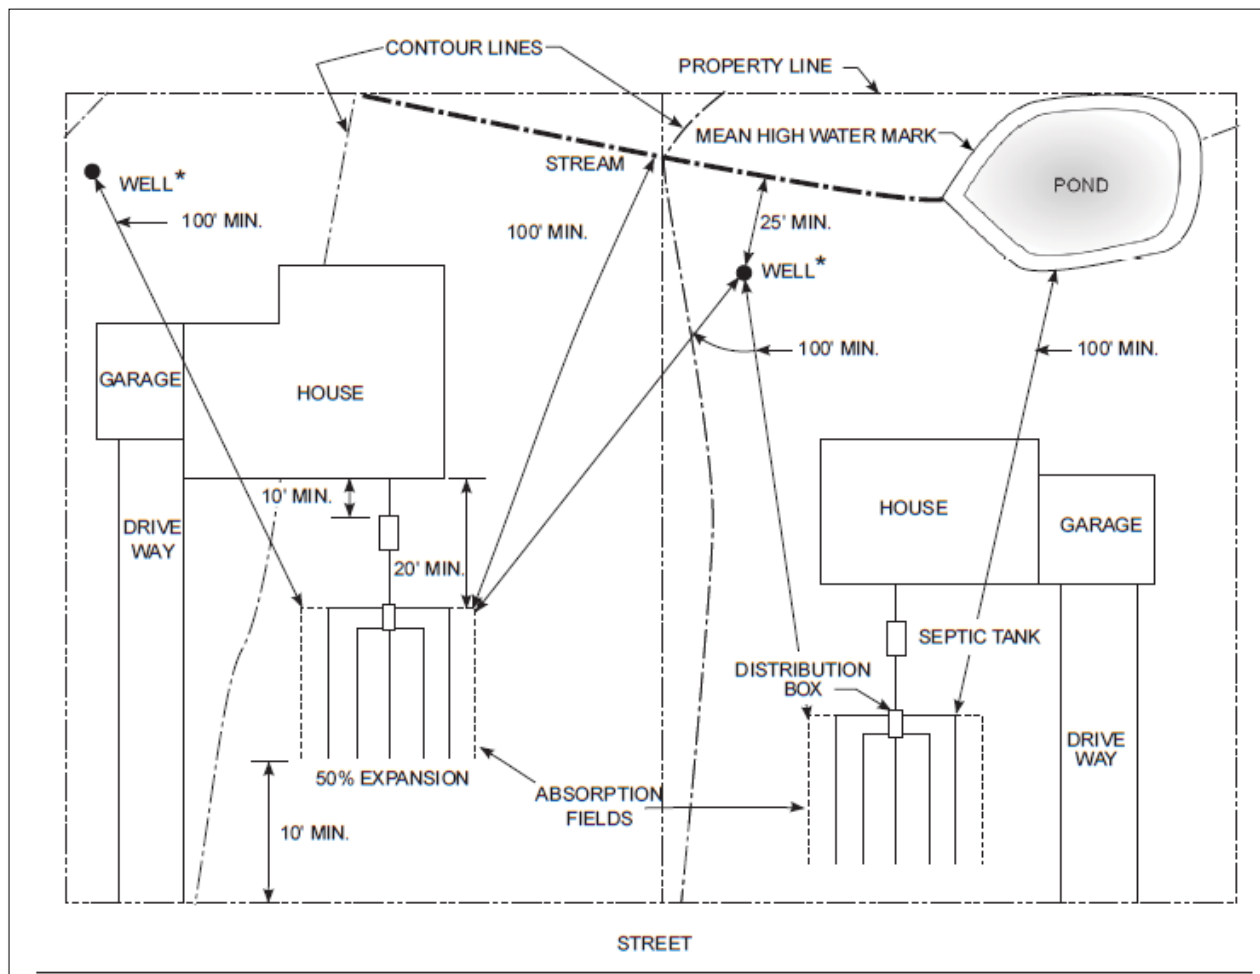 CONTOUR LINES
PROPERTY LINE
MEAN HIGH WATER MARK
STREAM
POND
WELL*
100' MIN.
100' MIN.
25' MIN.
WELL*
100' MIN.
100' MIN.
GARAGE
HOUSE
10' MIN.
DRIVE
WAY
20' MIN.
HOUSE
GARAGE
SEPTIC TANK
DISTRIBUTION
BOX
DRIVE
WAY
50% EXPANSION
ABSORPTION
FIELDS
10' MIN.
STREET